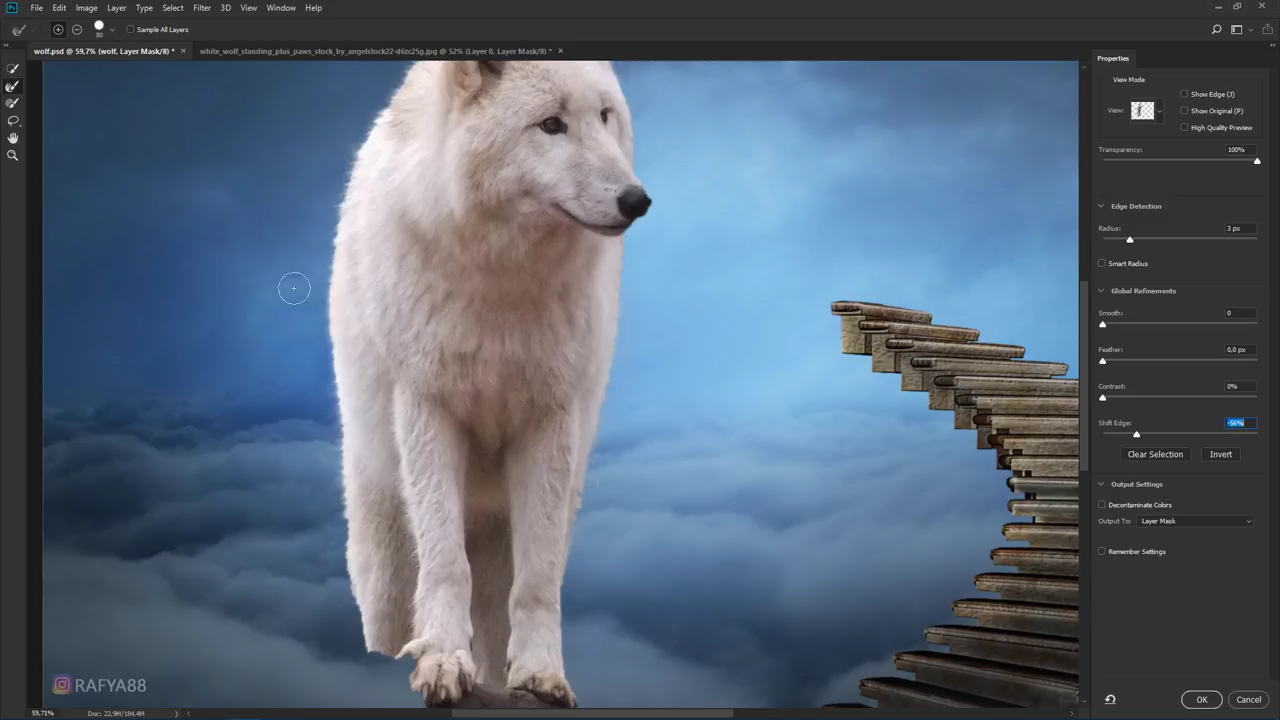 Ps File Edit Image Layer Type Select Filter 3D View Window Help
80 Sample All Layers
wolf.psd @ 59,7% (wolf, Layer Mask/8) * × white_wolf_standing_plus_paws_stock_by_angelstock22-d6zc25g.jpg @ 52% (Layer 0, Layer Mask/8) * ×
Properties
View Mode
Show Edge (J)
View:
Show Original (P)
High Quality Preview
Transparency: 100%
Edge Detection
Radius: 3 px
Smart Radius
Global Refinements
Smooth: 0
Feather: 0,0 px
Contrast: 0%
Shift Edge: -56%
Clear Selection Invert
Output Settings
Decontaminate Colors
Output To: Layer Mask
Remember Settings
RAFYA88
OK Cancel
59,71% Doc: 22,9M/184,4M